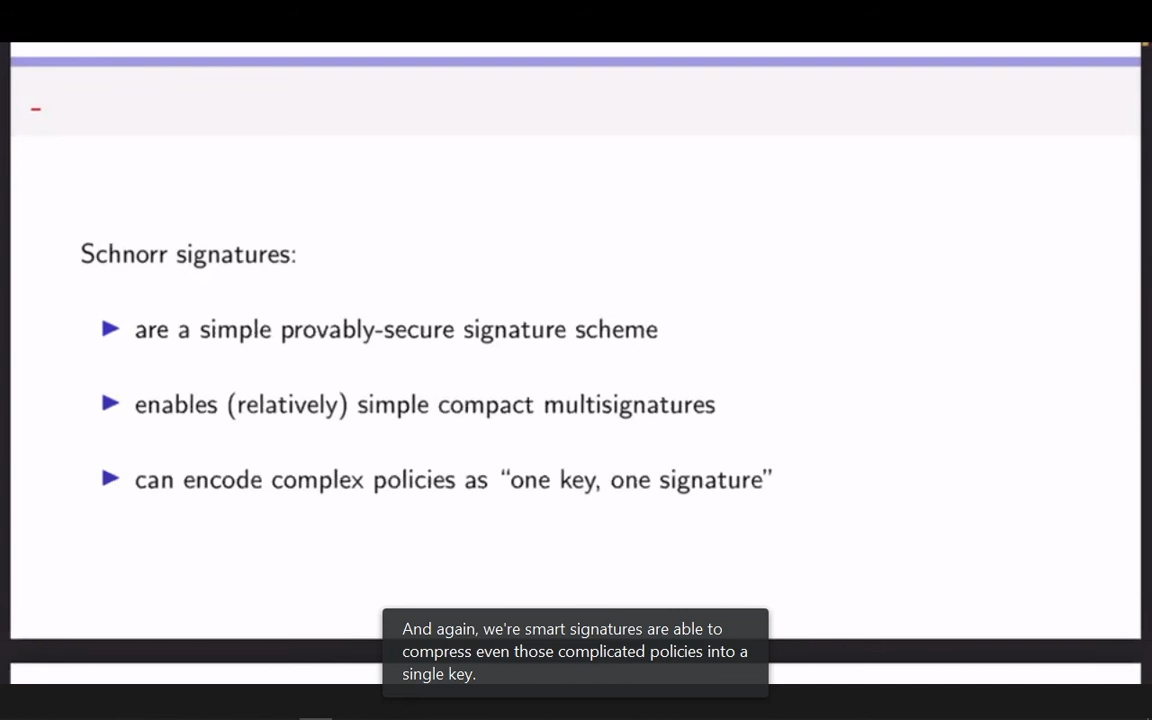 Schnorr signatures:
▶ are a simple provably-secure signature scheme
▶ enables (relatively) simple compact multisignatures
▶ can encode complex policies as “one key, one signature”
And again, we're smart signatures are able to
compress even those complicated policies into a
single key.